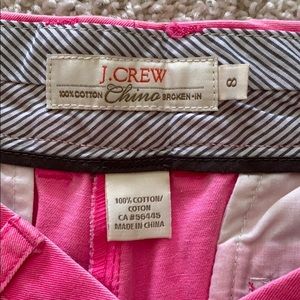 J.CREW
100% COTTON Chino BROKEN-IN
8
100% COTTON/
COTON
CA#56445
MADE IN CHINA